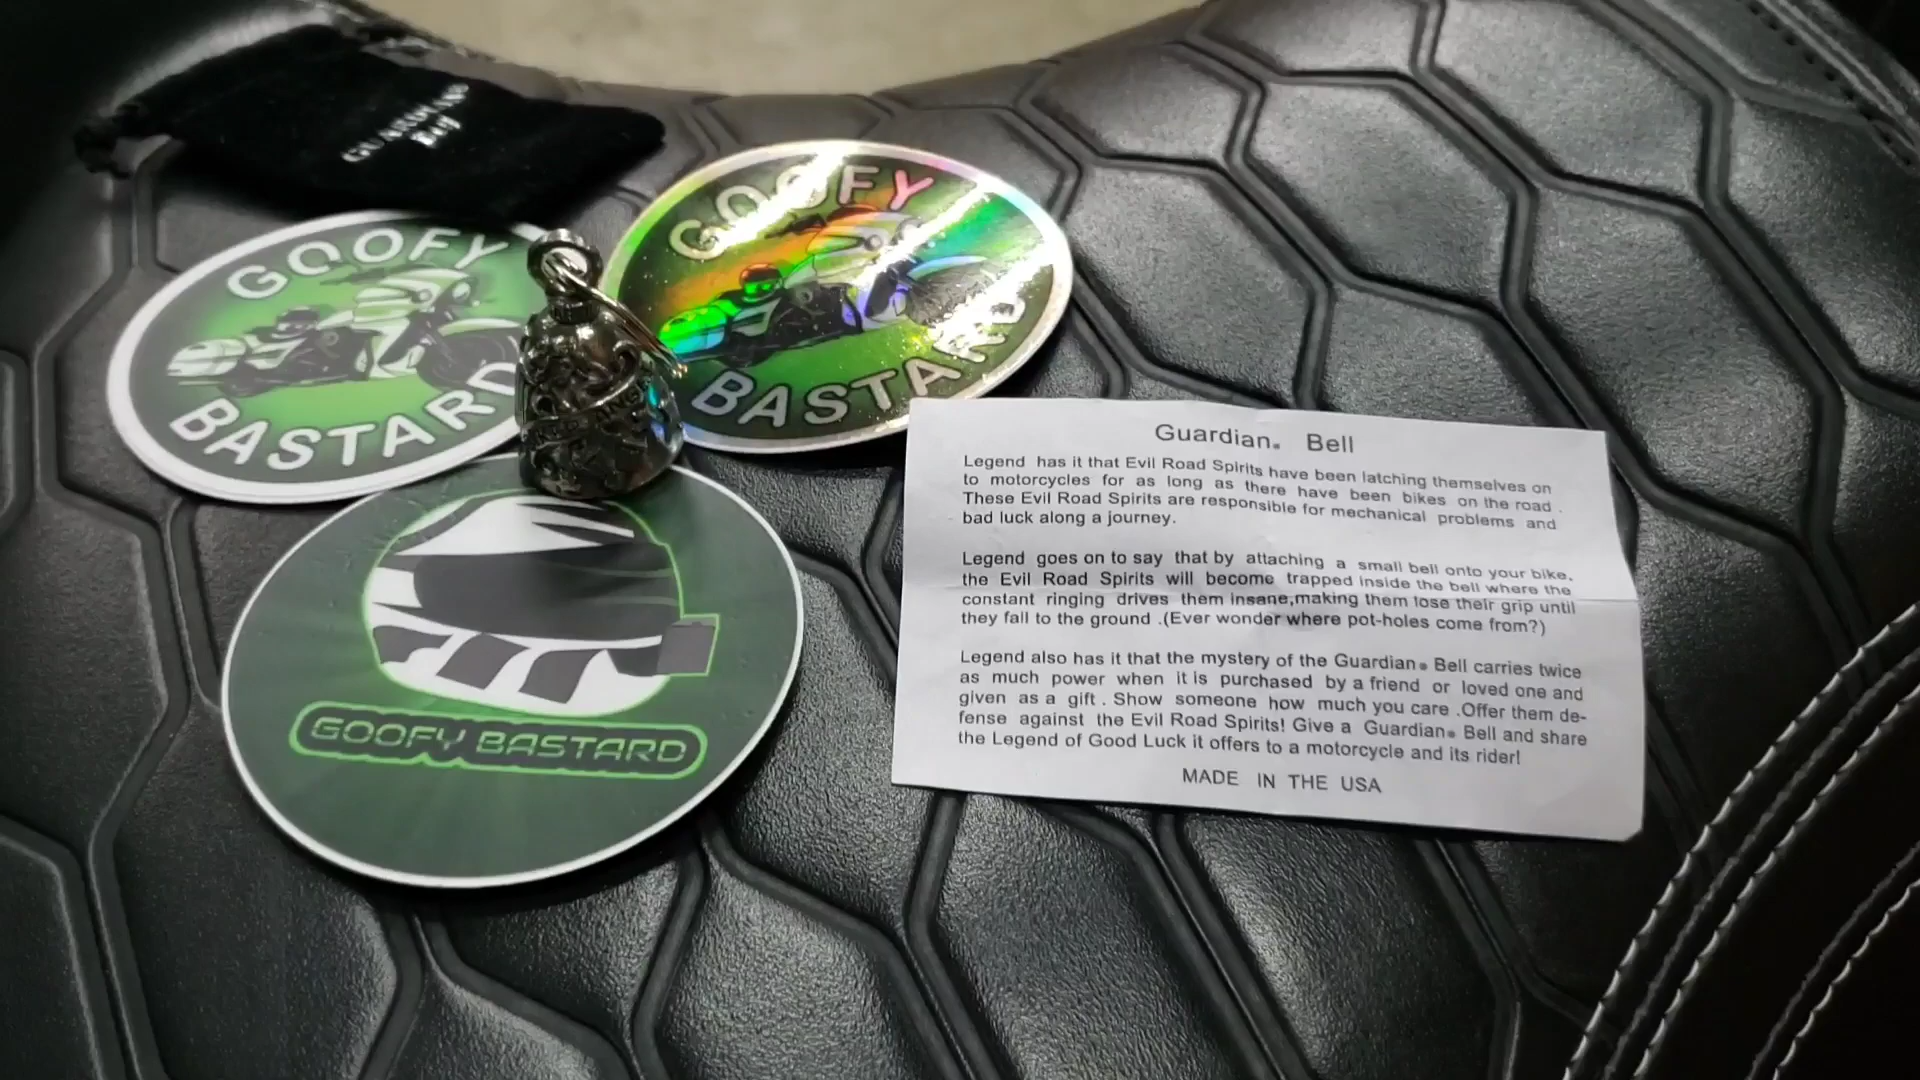 GUARDIAN
Bell
GOOFY
BASTARD
GOOFY
BASTARD
GOOFY BASTARD
Guardian® Bell
Legend has it that Evil Road Spirits have been latching themselves on
to motorcycles for as long as there have been bikes on the road .
These Evil Road Spirits are responsible for mechanical problems and
bad luck along a journey.
Legend goes on to say that by attaching a small bell onto your bike,
the Evil Road Spirits will become trapped inside the bell where the
constant ringing drives them insane,making them lose their grip until
they fall to the ground .(Ever wonder where pot-holes come from?)
Legend also has it that the mystery of the Guardian® Bell carries twice
as much power when it is purchased by a friend or loved one and
given as a gift . Show someone how much you care .Offer them de-
fense against the Evil Road Spirits! Give a Guardian® Bell and share
the Legend of Good Luck it offers to a motorcycle and its rider!
MADE IN THE USA